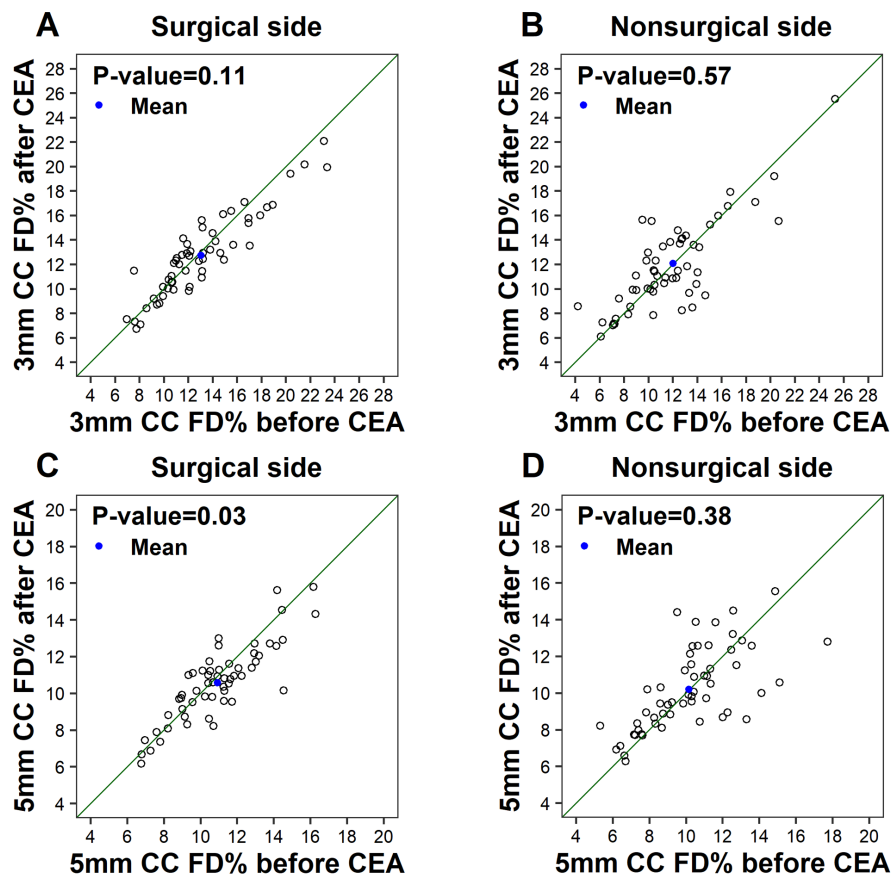 A Surgical side
P-value=0.11
Mean
28
26
24
22
20
18
16
14
12
10
8
6
4
3mm CC FD% after CEA
4 6 8 10 12 14 16 18 20 22 24 26 28
3mm CC FD% before CEA
B Nonsurgical side
P-value=0.57
Mean
28
26
24
22
20
18
16
14
12
10
8
6
4
3mm CC FD% after CEA
4 6 8 10 12 14 16 18 20 22 24 26 28
3mm CC FD% before CEA
C Surgical side
P-value=0.03
Mean
20
18
16
14
12
10
8
6
4
5mm CC FD% after CEA
4 6 8 10 12 14 16 18 20
5mm CC FD% before CEA
D Nonsurgical side
P-value=0.38
Mean
20
18
16
14
12
10
8
6
4
5mm CC FD% after CEA
4 6 8 10 12 14 16 18 20
5mm CC FD% before CEA